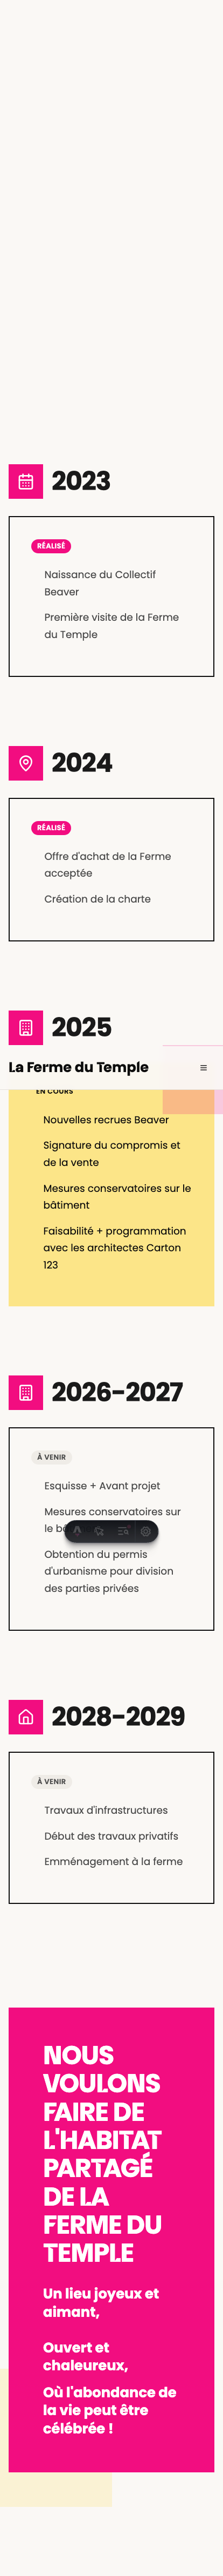 2023
RÉALISÉ
Naissance du Collectif
Beaver
Première visite de la Ferme
du Temple
2024
RÉALISÉ
Offre d'achat de la Ferme
acceptée
Création de la charte
2025
La Ferme du Temple
EN COURS
Nouvelles recrues Beaver
Signature du compromis et
de la vente
Mesures conservatoires sur le
bâtiment
Faisabilité + programmation
avec les architectes Carton
123
2026-2027
À VENIR
Esquisse + Avant projet
Mesures conservatoires sur
le
Obtention du permis
d'urbanisme pour division
des parties privées
2028-2029
À VENIR
Travaux d'infrastructures
Début des travaux privatifs
Emménagement à la ferme
NOUS
VOULONS
FAIRE DE
L'HABITAT
PARTAGÉ
DE LA
FERME DU
TEMPLE
Un lieu joyeux et
aimant,
Ouvert et
chaleureux,
Où l'abondance de
la vie peut être
célébrée !